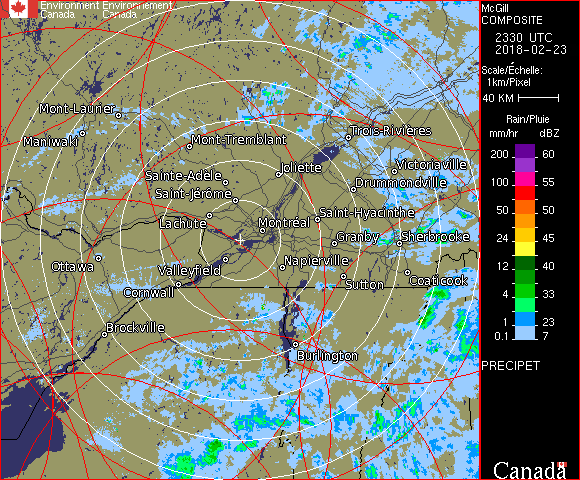 Environment Environnement
Canada Canada
McGill
COMPOSITE
2330 UTC
2018-02-23
Scale/Échelle:
1km/Pixel
40 KM
Rain/Pluie
mm/hr dBZ
200 60
100 55
50 50
24 45
12 40
4 33
1 23
0.1 7
PRECIPET
Mont-Laurier
Maniwaki
Mont-Tremblant
Trois-Rivières
Sainte-Adèle
Joliette
Victoriaville
Drummondville
Saint-Jérôme
Lachute
Montréal
Saint-Hyacinthe
Granby
Sherbrooke
Ottawa
Valleyfield
Napierville
Cornwall
Sutton
Coaticook
Brockville
Burlington
Canada